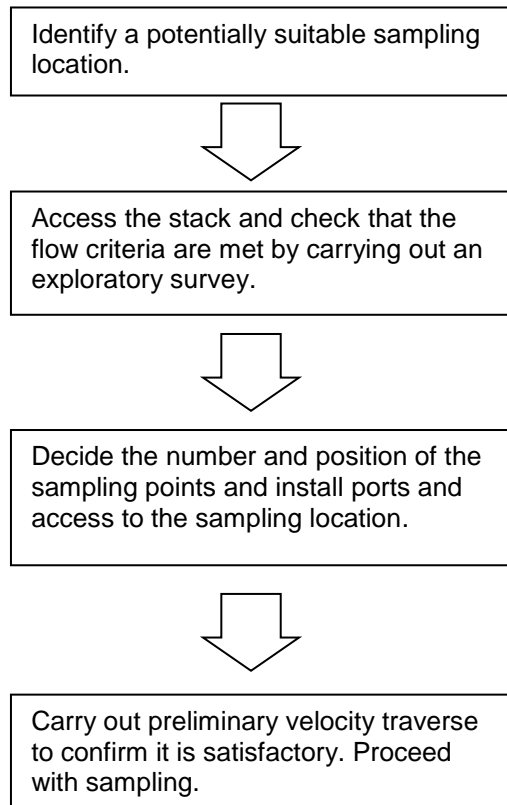 Identify a potentially suitable sampling
location.
Access the stack and check that the
flow criteria are met by carrying out an
exploratory survey.
Decide the number and position of the
sampling points and install ports and
access to the sampling location.
Carry out preliminary velocity traverse
to confirm it is satisfactory. Proceed
with sampling.